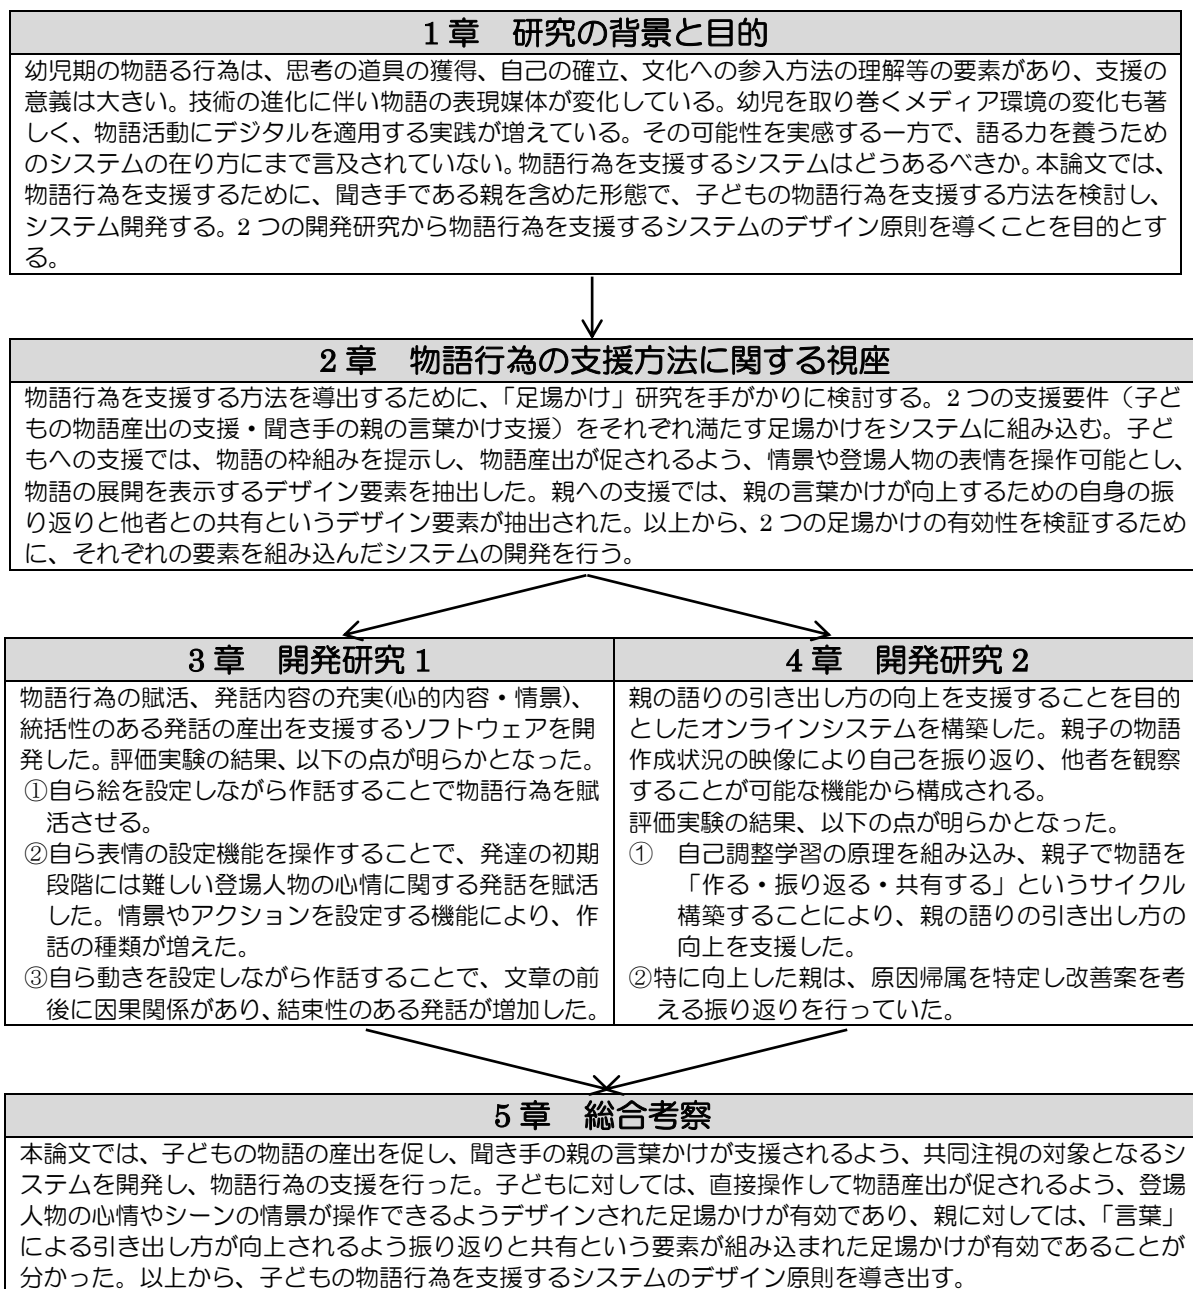 1章 研究の背景と目的
幼児期の物語る行為は、思考の道具の獲得、自己の確立、文化への参入方法の理解等の要素があり、支援の
意義は大きい。技術の進化に伴い物語の表現媒体が変化している。幼児を取り巻くメディア環境の変化も著
しく、物語活動にデジタルを適用する実践が増えている。その可能性を実感する一方で、語る力を養うため
のシステムの在り方にまで言及されていない。物語行為を支援するシステムはどうあるべきか。本論文では、
物語行為を支援するために、聞き手である親を含めた形態で、子どもの物語行為を支援する方法を検討し、
システム開発する。2 つの開発研究から物語行為を支援するシステムのデザイン原則を導くことを目的とす
る。
2章 物語行為の支援方法に関する視座
物語行為を支援する方法を導出するために、「足場かけ」研究を手がかりに検討する。2 つの支援要件（子ど
もの物語産出の支援・聞き手の親の言葉かけ支援）をそれぞれ満たす足場かけをシステムに組み込む。子ど
もへの支援では、物語の枠組みを提示し、物語産出が促されるよう、情景や登場人物の表情を操作可能とし、
物語の展開を表示するデザイン要素を抽出した。親への支援では、親の言葉かけが向上するための自身の振
り返りと他者との共有というデザイン要素が抽出された。以上から、2 つの足場かけの有効性を検証するため
に、それぞれの要素を組み込んだシステムの開発を行う。
3章 開発研究 1
物語行為の賦活、発話内容の充実(心的内容・情景)、
統括性のある発話の産出を支援するソフトウェアを開
発した。評価実験の結果、以下の点が明らかとなった。
①自ら絵を設定しながら作話することで物語行為を賦
活させる。
②自ら表情の設定機能を操作することで、発達の初期
段階には難しい登場人物の心情に関する発話を賦活
した。情景やアクションを設定する機能により、作
話の種類が増えた。
③自ら動きを設定しながら作話することで、文章の前
後に因果関係があり、結束性のある発話が増加した。
4章 開発研究 2
親の語りの引き出し方の向上を支援することを目的
としたオンラインシステムを構築した。親子の物語
作成状況の映像により自己を振り返り、他者を観察
することが可能な機能から構成される。
評価実験の結果、以下の点が明らかとなった。
① 自己調整学習の原理を組み込み、親子で物語を
「作る・振り返る・共有する」というサイクル
構築することにより、親の語りの引き出し方の
向上を支援した。
②特に向上した親は、原因帰属を特定し改善案を考
える振り返りを行っていた。
5章 総合考察
本論文では、子どもの物語の産出を促し、聞き手の親の言葉かけが支援されるよう、共同注視の対象となるシ
ステムを開発し、物語行為の支援を行った。子どもに対しては、直接操作して物語産出が促されるよう、登場
人物の心情やシーンの情景が操作できるようデザインされた足場かけが有効であり、親に対しては、「言葉」
による引き出し方が向上されるよう振り返りと共有という要素が組み込まれた足場かけが有効であることが
分かった。以上から、子どもの物語行為を支援するシステムのデザイン原則を導き出す。